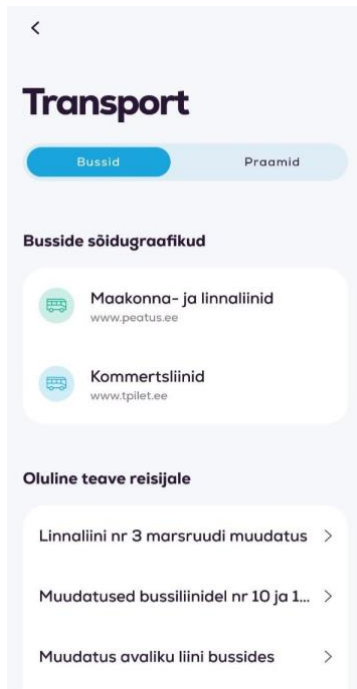 Transport
Bussid
Praamid
Busside sõidugraafikud
Maakonna- ja linnaliinid
www.peatus.ee
Kommertsliinid
www.tpilet.ee
Oluline teave reisijale
Linnaliini nr 3 marsruudi muudatus
Muudatused bussiliinidel nr 10 ja 1...
Muudatus avaliku liini bussides